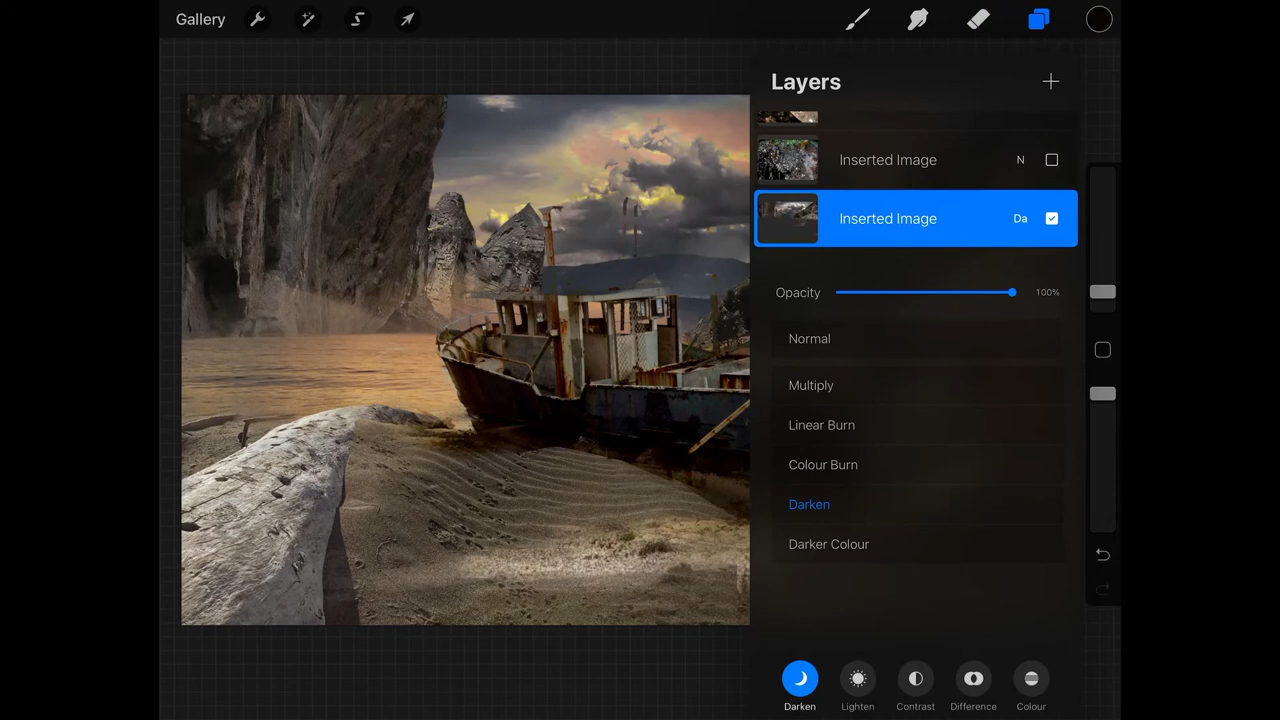 Gallery
Layers
Inserted Image N
Inserted Image Da
Opacity 100%
Normal
Multiply
Linear Burn
Colour Burn
Darken
Darker Colour
Darken Lighten Contrast Difference Colour